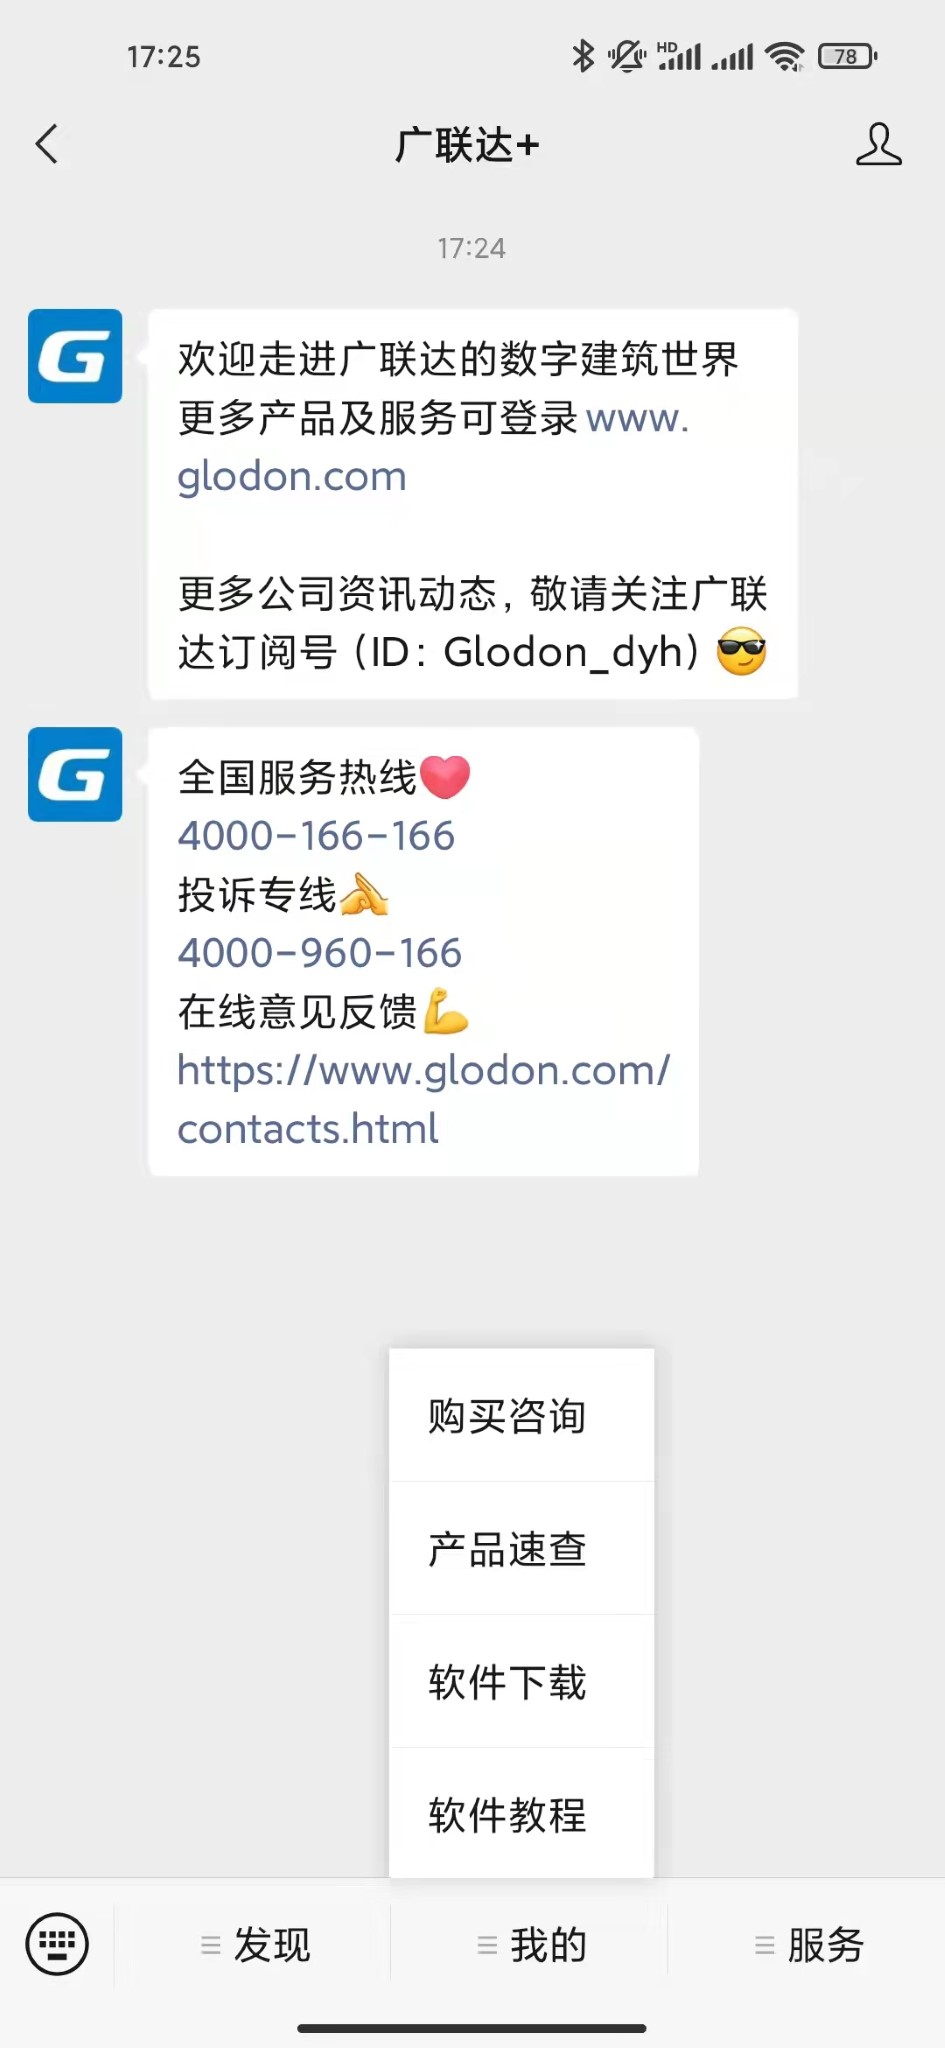 17:25
HD
78
广联达+
17:24
欢迎走进广联达的数字建筑世界
更多产品及服务可登录www.
glodon.com
更多公司资讯动态，敬请关注广联
达订阅号（ID：Glodon_dyh）😎
全国服务热线❤️
4000-166-166
投诉专线
4000-960-166
在线意见反馈💪
https://www.glodon.com/
contacts.html
购买咨询
产品速查
软件下载
软件教程
发现
我的
服务